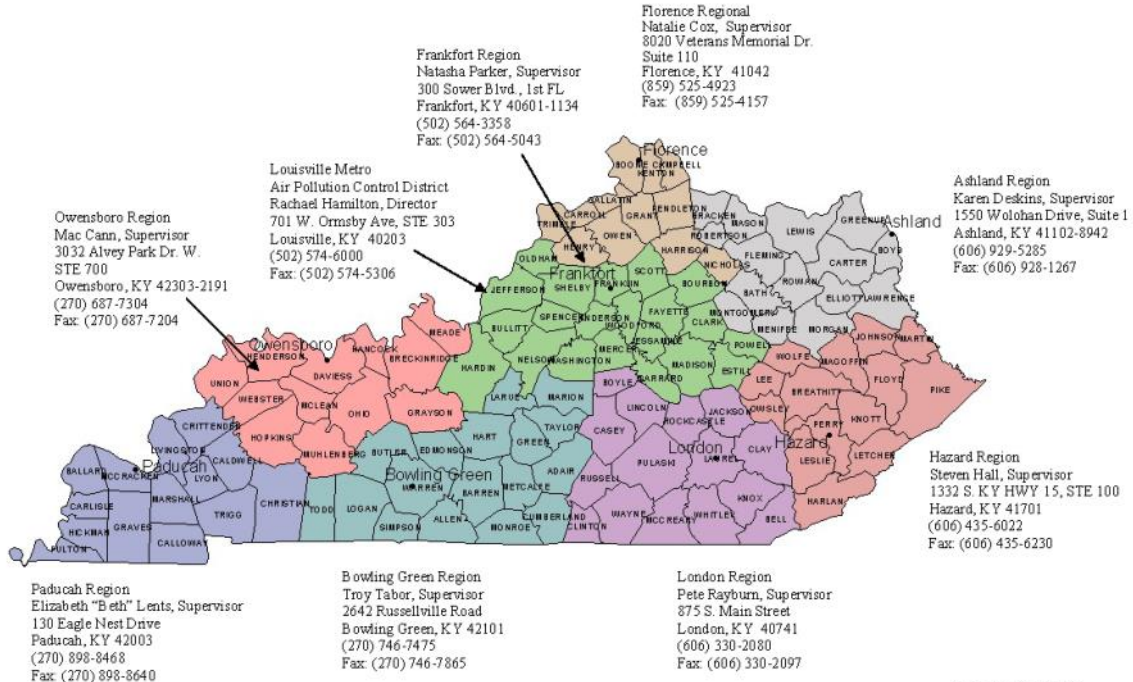 Florence Regional
Natalie Cox, Supervisor
8020 Veterans Memorial Dr.
Suite 110
Florence, KY 41042
(859) 525-4923
Fax: (859) 525-4157
Frankfort Region
Natasha Parker, Supervisor
300 Sower Blvd., 1st FL
Frankfort, KY 40601-1134
(502) 564-3358
Fax: (502) 564-5043
Louisville Metro
Air Pollution Control District
Rachael Hamilton, Director
701 W. Ormsby Ave, STE 303
Louisville, KY 40203
(502) 574-6000
Fax: (502) 574-5306
Ashland Region
Karen Deskins, Supervisor
1550 Wolohan Drive, Suite 1
Ashland, KY 41102-8942
(606) 929-5285
Fax: (606) 928-1267
Owensboro Region
Mac Cann, Supervisor
3032 Alvey Park Dr. W.
STE 700
Owensboro, KY 42303-2191
(270) 687-7304
Fax: (270) 687-7204
Florence
BOONE CAMPBELL
KENTON
GALLATIN
PENDLETON
CARROLL
GRANT
TRIMBLE
OWEN
HENRY
HARRISON
NICHOLAS
BRACKEN
MASON
ROBERTSON
LEWIS
GREENUP
Ashland
BOYD
FLEMING
CARTER
ROWAN
BATH
ELLIOTT
LAWRENCE
MONTGOMERY
MENIFEE
MORGAN
OLDHAM
Frankfort
SCOTT
JEFFERSON
SHELBY
FRANKLIN
BOURBON
SPENCER
ANDERSON
FAYETTE
WOODFORD
CLARK
BULLITT
JESSAMINE
POWELL
NELSON
MERCER
WASHINGTON
MADISON
ESTILL
HARDIN
GARRARD
MEADE
HANCOCK
BRECKINRIDGE
Owensboro
HENDERSON
DAVIESS
UNION
WEBSTER
MCLEAN
OHIO
GRAYSON
HOPKINS
MUHLENBERG
JOHNSON
MARTIN
WOLFE
MAGOFFIN
LEE
FLOYD
PIKE
BREATHITT
OWSLEY
KNOTT
PERRY
Hazard
LESLIE
LETCHER
HARLAN
LARUE
MARION
TAYLOR
HART
GREEN
BUTLER
EDMONSON
ADAIR
Bowling Green
WARREN
METCALFE
BARREN
TODD
LOGAN
SIMPSON
ALLEN
MONROE
CUMBERLAND
BOYLE
LINCOLN
JACKSON
ROCKCASTLE
CASEY
London
CLAY
LAUREL
PULASKI
RUSSELL
KNOX
WAYNE
WHITLEY
MCCREARY
BELL
CLINTON
CRITTENDEN
LIVINGSTON
CALDWELL
Paducah
BALLARD
MCCRACKEN
LYON
MARSHALL
CHRISTIAN
CARLISLE
TRIGG
GRAVES
HICKMAN
CALLOWAY
FULTON
Hazard Region
Steven Hall, Supervisor
1332 S. KY HWY 15, STE 100
Hazard, KY 41701
(606) 435-6022
Fax: (606) 435-6230
Paducah Region
Elizabeth “Beth” Lents, Supervisor
130 Eagle Nest Drive
Paducah, KY 42003
(270) 898-8468
Fax: (270) 898-8640
Bowling Green Region
Troy Tabor, Supervisor
2642 Russellville Road
Bowling Green, KY 42101
(270) 746-7475
Fax: (270) 746-7865
London Region
Pete Rayburn, Supervisor
875 S. Main Street
London, KY 40741
(606) 330-2080
Fax: (606) 330-2097